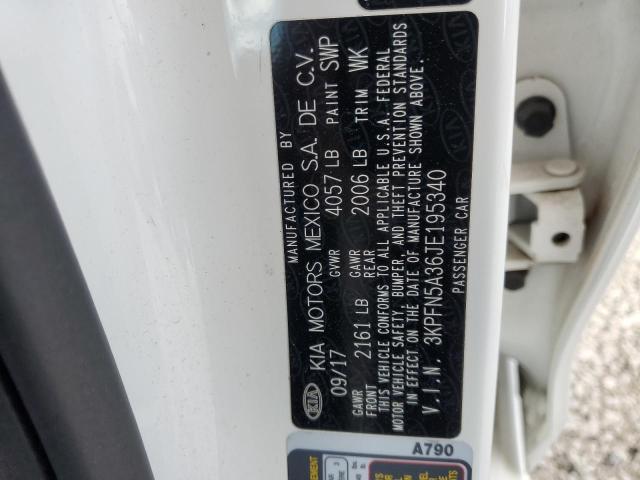 MANUFACTURED BY
KIA KIA MOTORS MEXICO S.A. DE C.V.
09/17 GVWR 4057 LB PAINT SWP
GAWR FRONT 2161 LB GAWR REAR 2006 LB TRIM WK
THIS VEHICLE CONFORMS TO ALL APPLICABLE U.S.A. FEDERAL
MOTOR VEHICLE SAFETY, BUMPER, AND THEFT PREVENTION STANDARDS
IN EFFECT ON THE DATE OF MANUFACTURE SHOWN ABOVE.
V.I.N. 3KPFN5A36JE195340
PASSENGER CAR
A790